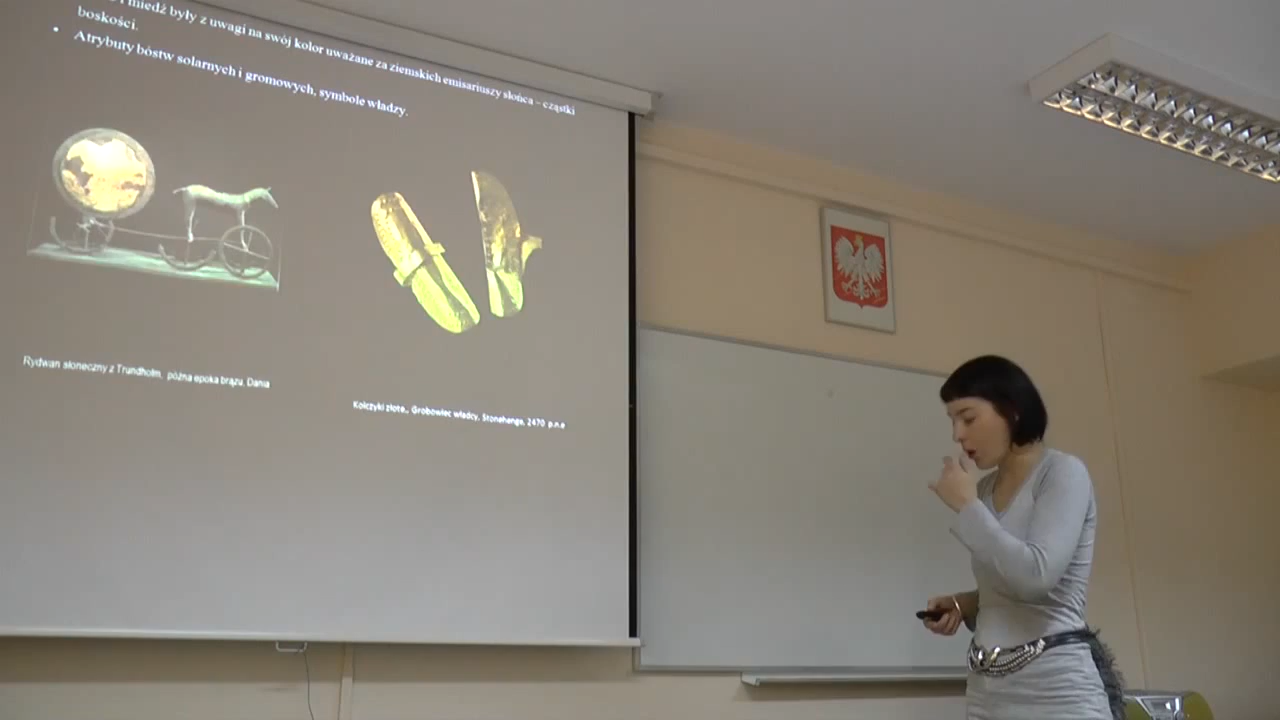 i miedź były z uwagi na swój kolor uważane za ziemskich emisariuszy słońca – cząstki
boskości.
• Atrybuty bóstw solarnych i gromowych, symbole władzy.
Rydwan słoneczny z Trundholm, późna epoka brązu, Dania
Kolczyki złote,, Grobowiec władcy, Stonehenge, 2470 p.n.e